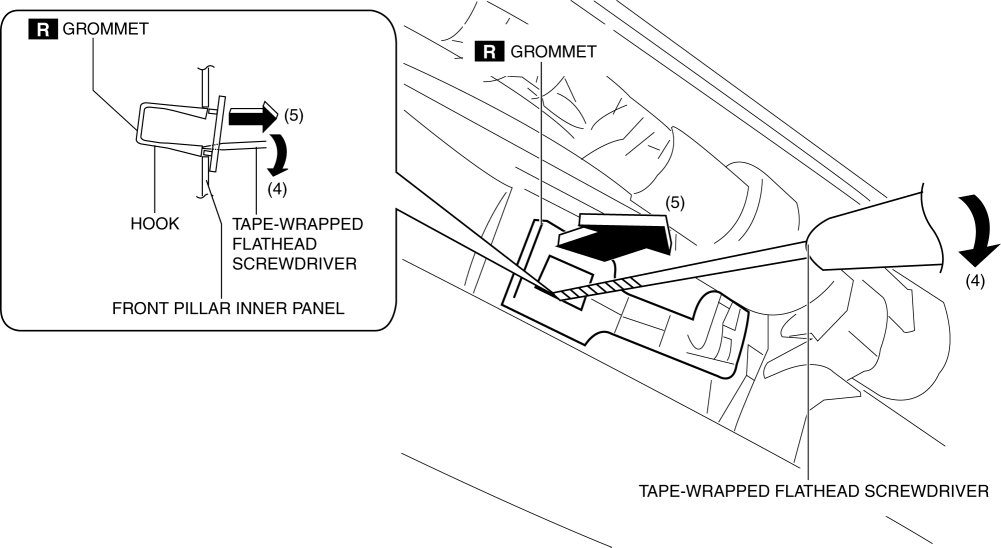 R GROMMET
(5)
(4)
HOOK
TAPE-WRAPPED
FLATHEAD
SCREWDRIVER
FRONT PILLAR INNER PANEL
R GROMMET
(5)
(4)
TAPE-WRAPPED FLATHEAD SCREWDRIVER